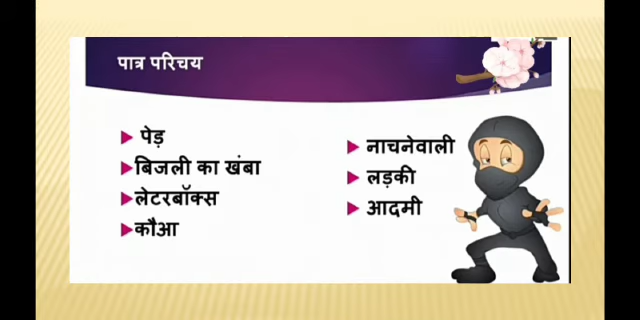 पात्र परिचय
पेड़
बिजली का खंबा
लेटरबॉक्स
कौआ
नाचनेवाली
लड़की
आदमी